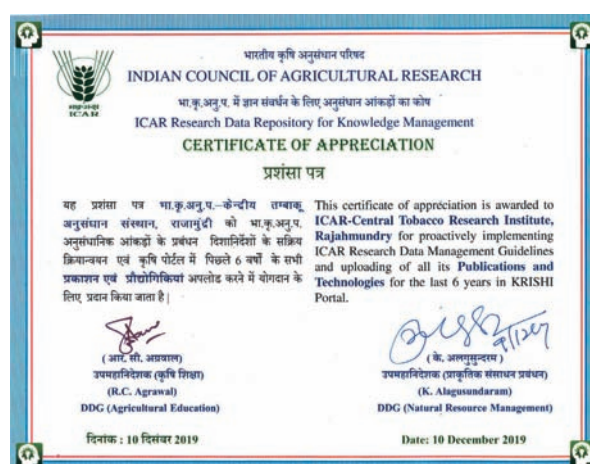 भारतीय कृषि अनुसंधान परिषद
INDIAN COUNCIL OF AGRICULTURAL RESEARCH
भाकृअनुप
ICAR
भा.कृ.अनु.प. में ज्ञान संवर्धन के लिए अनुसंधान आंकड़ों का कोष
ICAR Research Data Repository for Knowledge Management
CERTIFICATE OF APPRECIATION
प्रशंसा पत्र
यह प्रशंसा पत्र भा.कृ.अनु.प.–केन्द्रीय तम्बाकू
अनुसंधान संस्थान, राजामुंद्री को भा.कृ.अनु.प.
अनुसंधानिक आंकड़ों के प्रबंधन दिशानिर्देशों के सक्रिय
क्रियान्वयन एवं कृषि पोर्टल में पिछले 6 वर्षों के सभी
प्रकाशन एवं प्रौद्योगिकियां अपलोड करने में योगदान के
लिए प्रदान किया जाता है|
This certificate of appreciation is awarded to
ICAR-Central Tobacco Research Institute,
Rajahmundry for proactively implementing
ICAR Research Data Management Guidelines
and uploading of all its Publications and
Technologies for the last 6 years in KRISHI
Portal.
( आर. सी. अग्रवाल )
उपमहानिदेशक (कृषि शिक्षा)
(R.C. Agrawal)
DDG (Agricultural Education)
( के. अलगुसुन्दरम )
उपमहानिदेशक (प्राकृतिक संसाधन प्रबंधन)
(K. Alagusundaram)
DDG (Natural Resource Management)
दिनांक : 10 दिसंबर 2019
Date: 10 December 2019